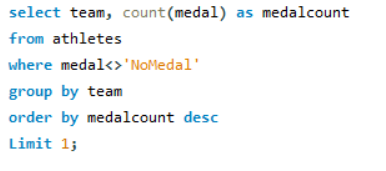 select team, count(medal) as medalcount
from athletes
where medal<>'NoMedal'
group by team
order by medalcount desc
Limit 1;